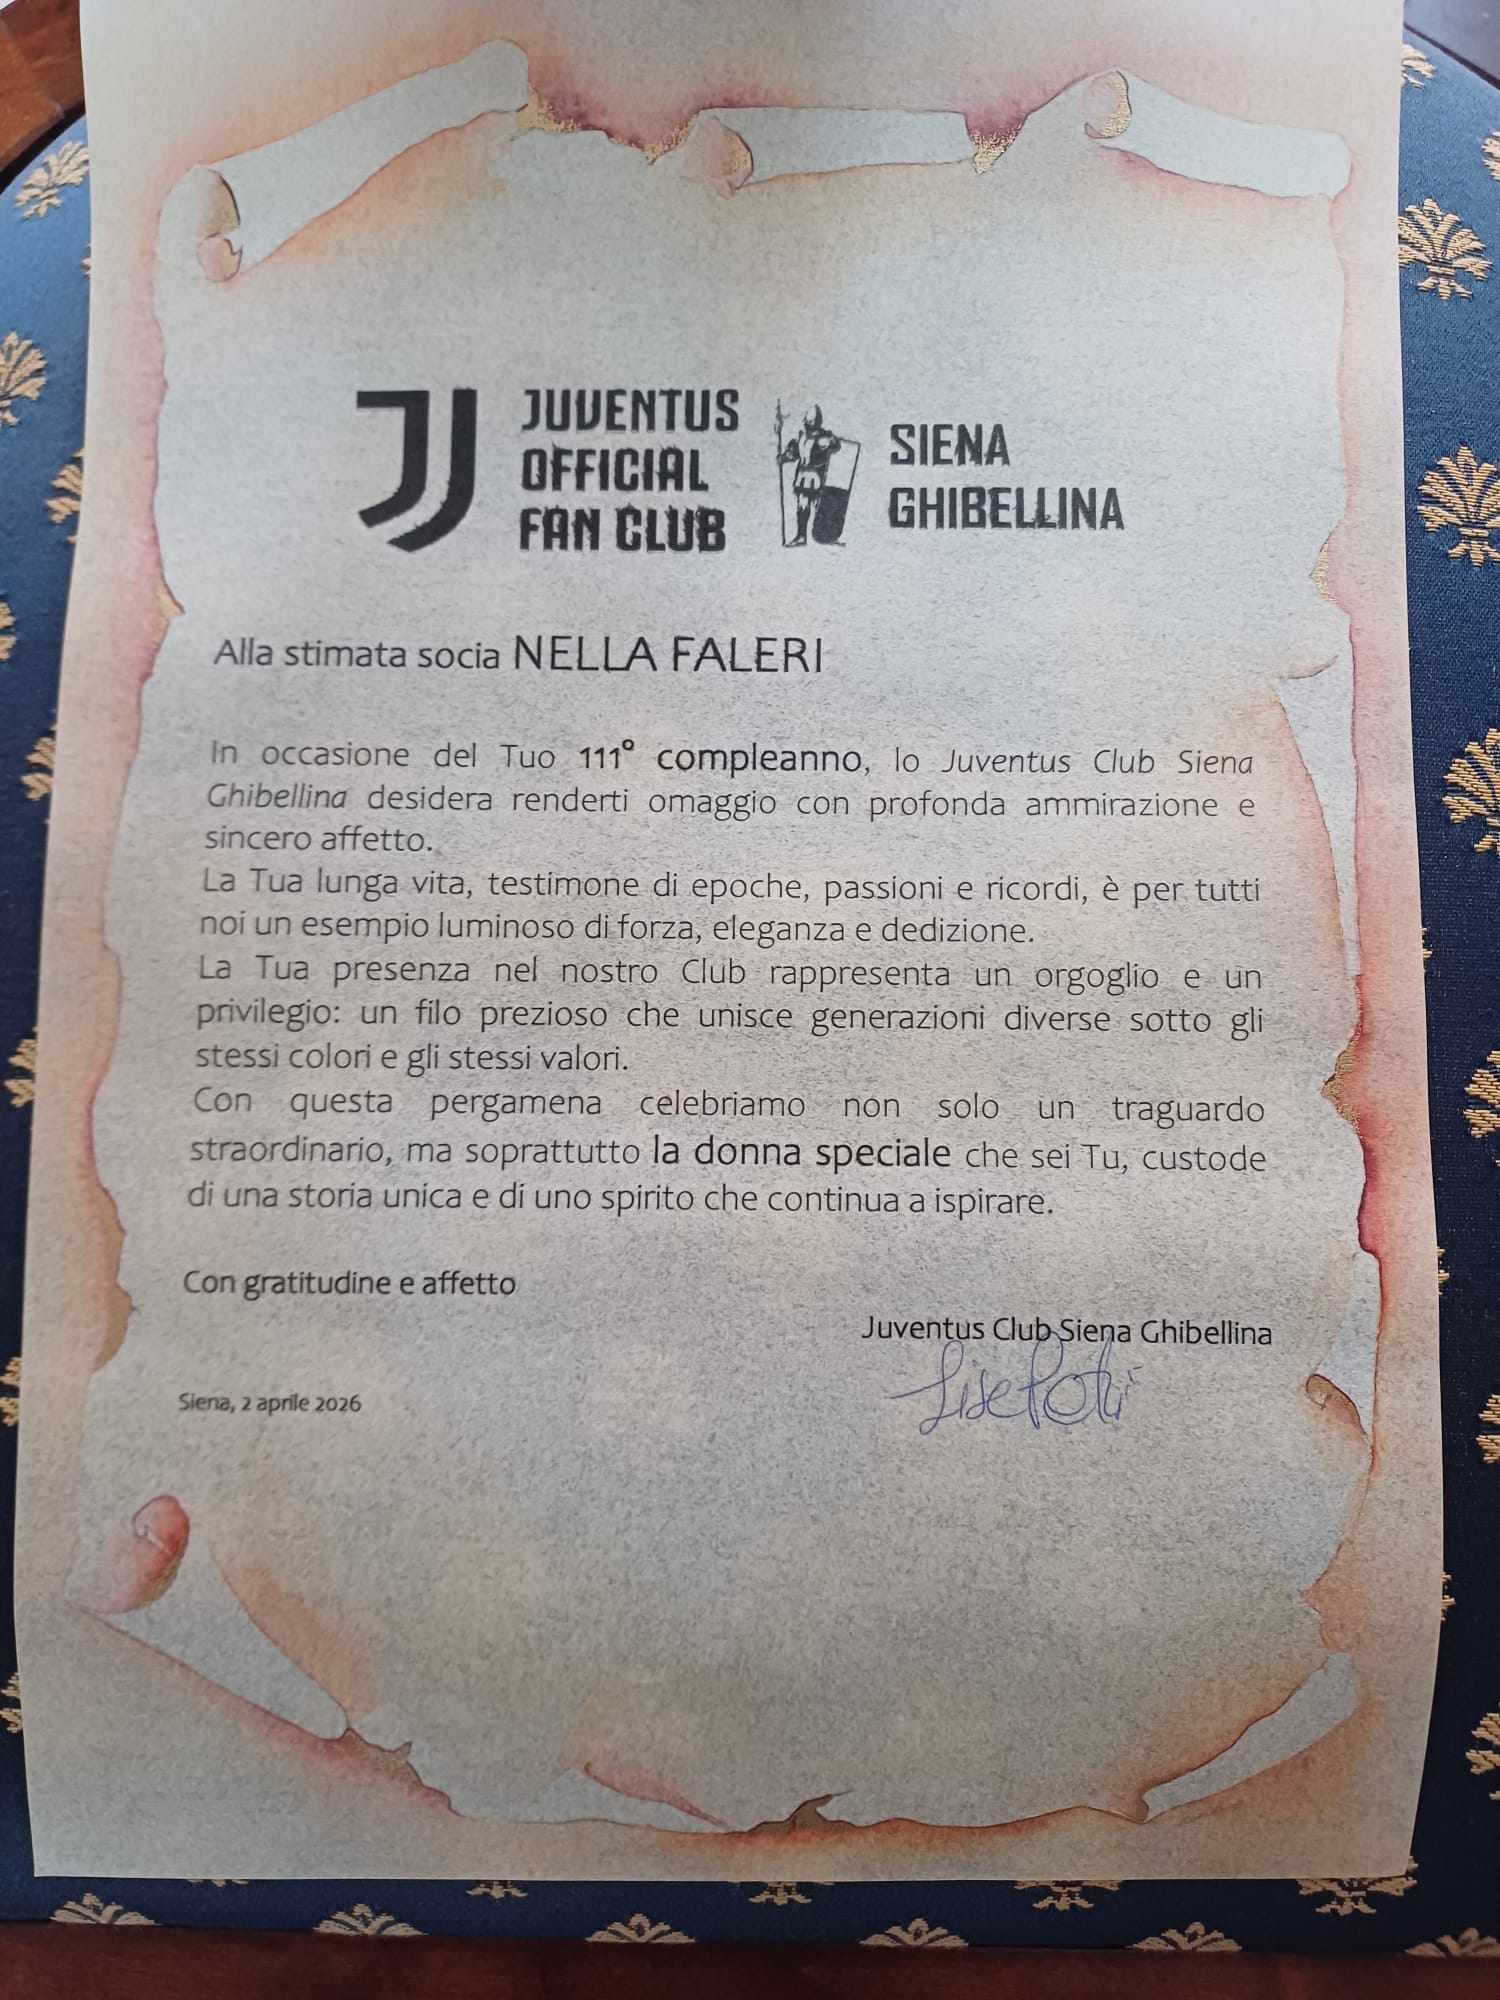 JUVENTUS
OFFICIAL
FAN CLUB
SIENA
GHIBELLINA
Alla stimata socia NELLA FALERI
In occasione del Tuo 111° compleanno, lo Juventus Club Siena
Ghibellina desidera renderti omaggio con profonda ammirazione e
sincero affetto.
La Tua lunga vita, testimone di epoche, passioni e ricordi, è per tutti
noi un esempio luminoso di forza, eleganza e dedizione.
La Tua presenza nel nostro Club rappresenta un orgoglio e un
privilegio: un filo prezioso che unisce generazioni diverse sotto gli
stessi colori e gli stessi valori.
Con questa pergamena celebriamo non solo un traguardo
straordinario, ma soprattutto la donna speciale che sei Tu, custode
di una storia unica e di uno spirito che continua a ispirare.
Con gratitudine e affetto
Juventus Club Siena Ghibellina
Siena, 2 aprile 2026